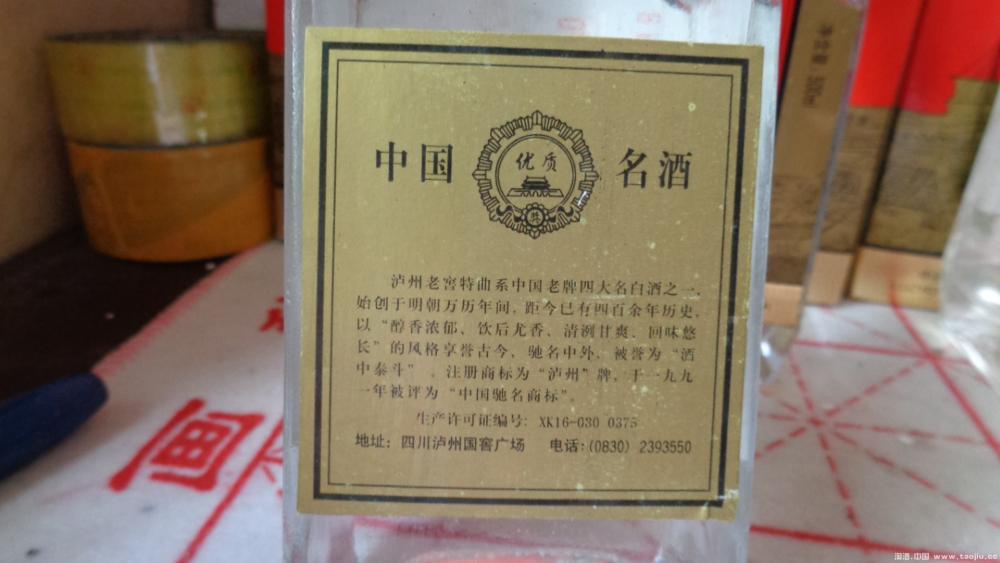 中国 优质 名酒
奖
泸州老窖特曲系中国老牌四大名白酒之一,
始创于明朝万历年间,距今已有四百余年历史,
以“醇香浓郁、饮后尤香、清洌甘爽、回味悠
长”的风格享誉古今、驰名中外,被誉为“酒
中泰斗”。注册商标为“泸州”牌,于一九九
一年被评为“中国驰名商标”。
生产许可证编号: XK16-030 0375
地址: 四川泸州国窖广场 电话:(0830) 2393550
淘酒.中国 www.taojiu.cc